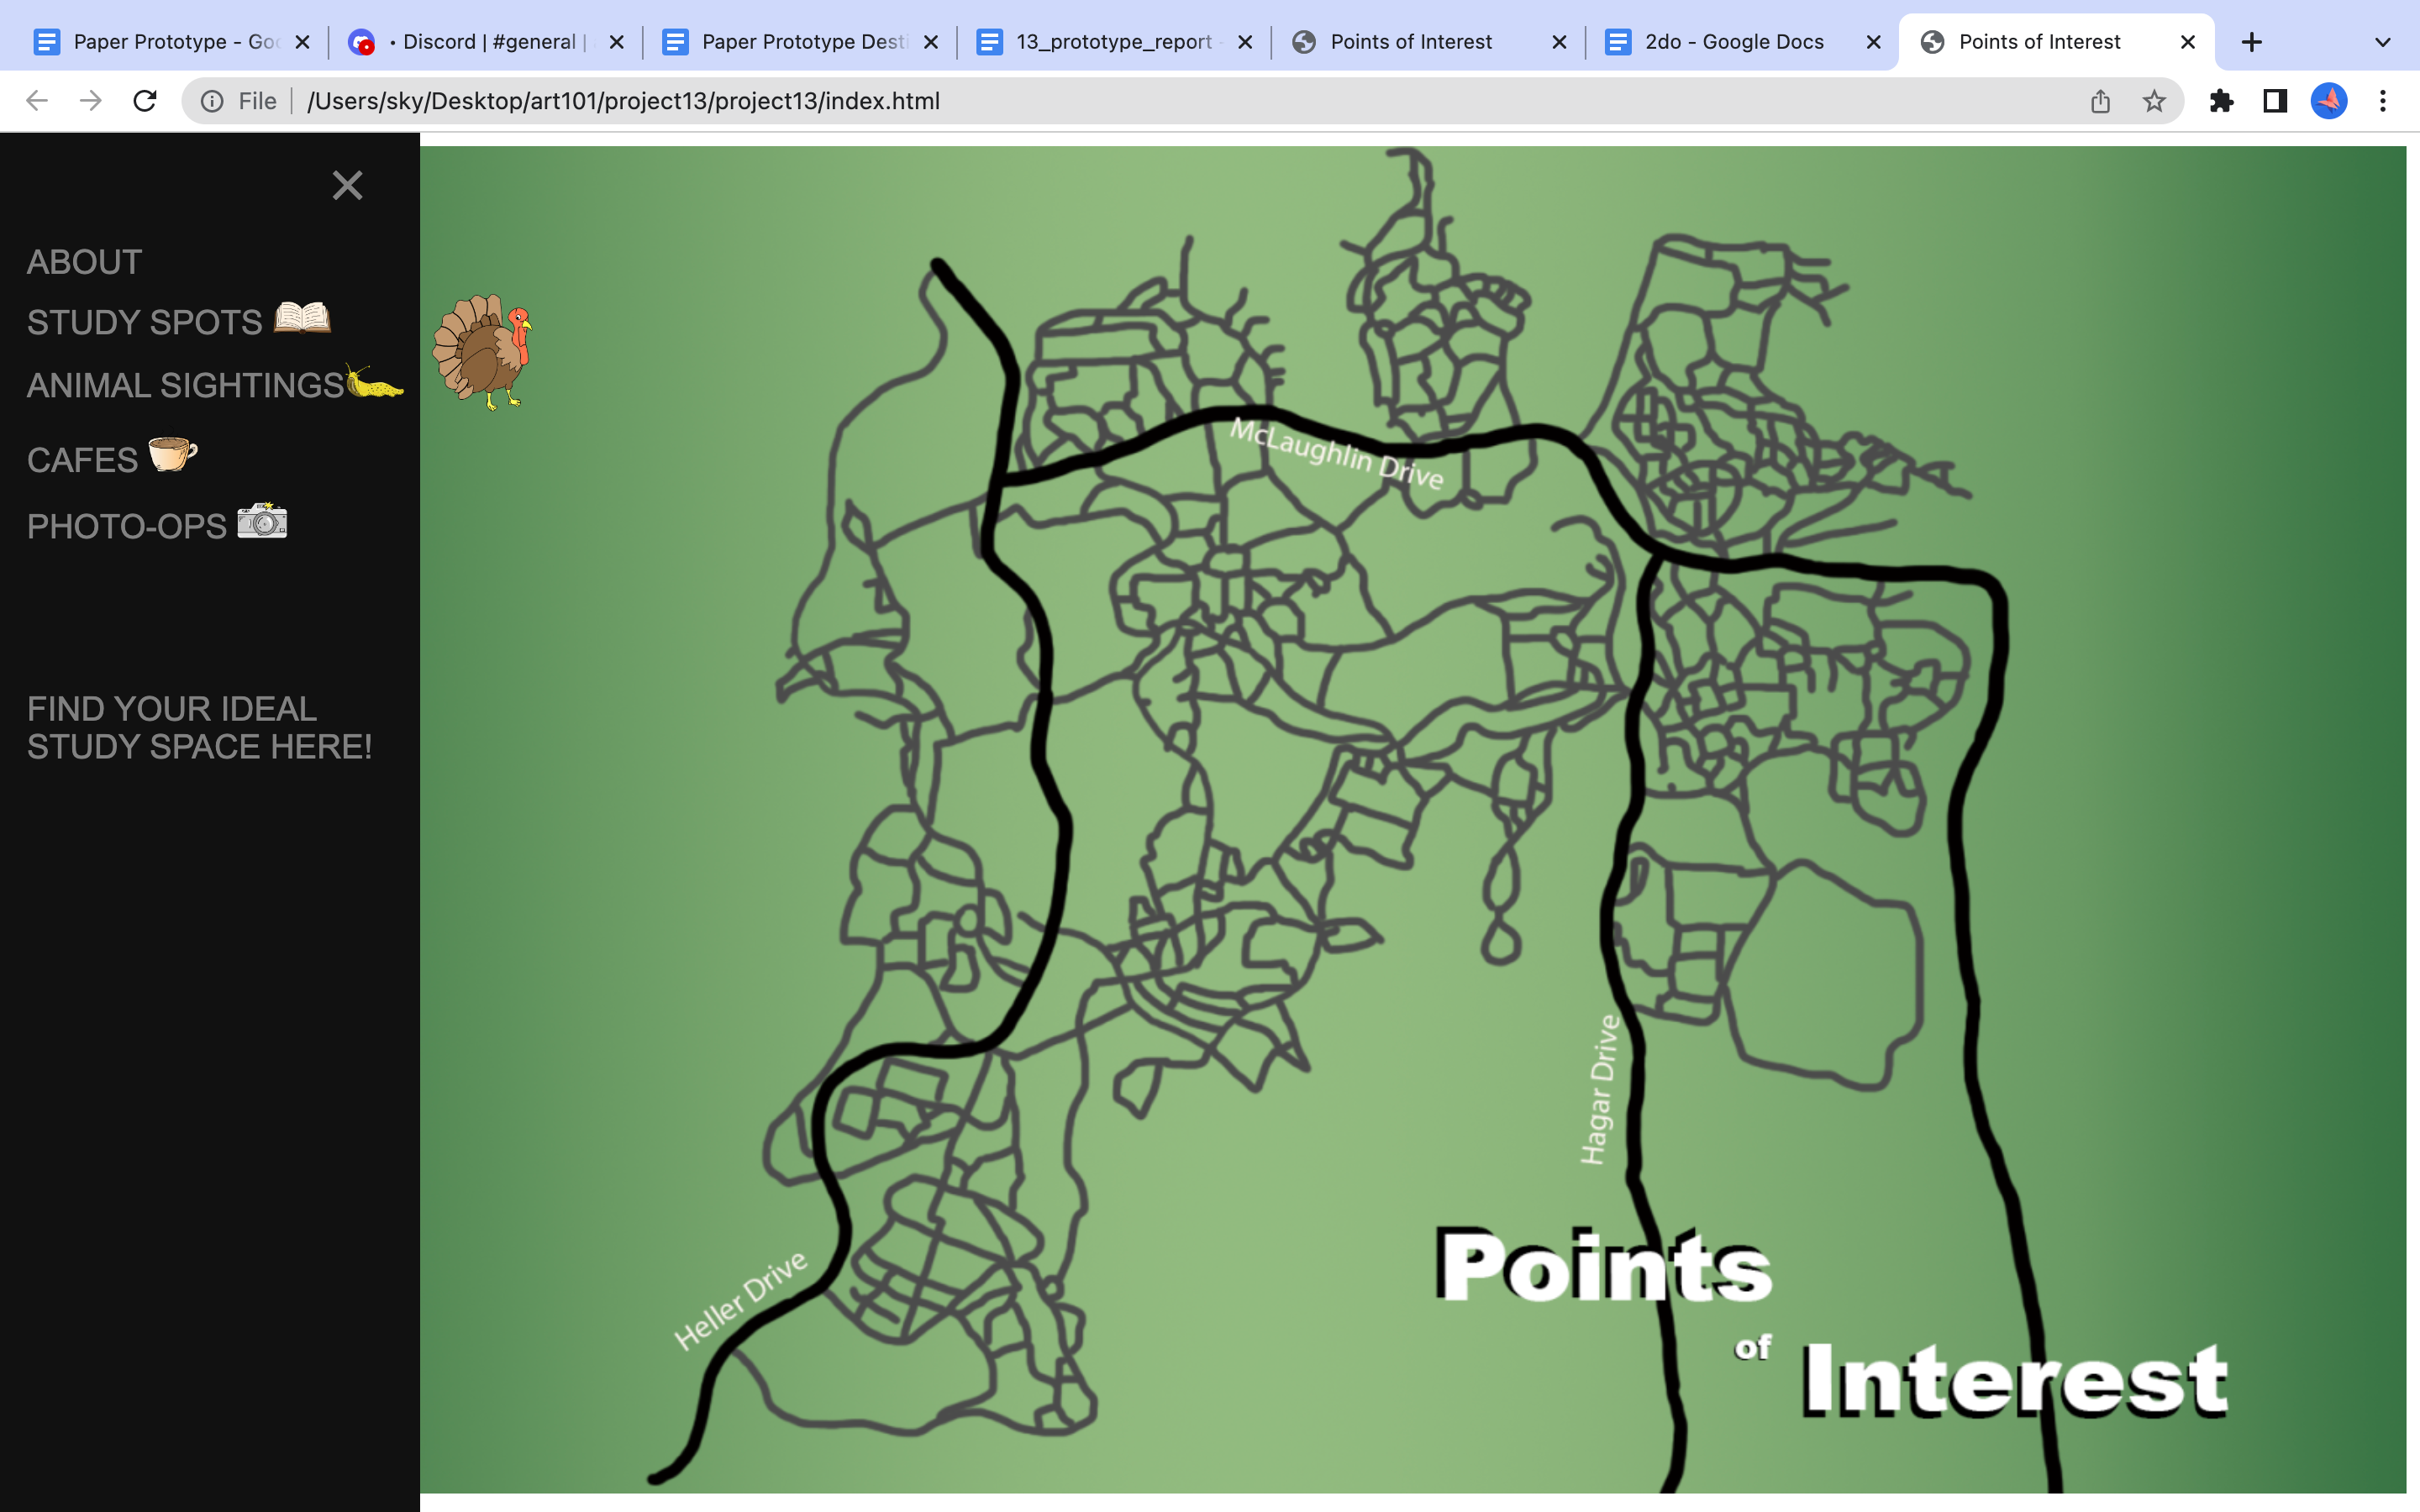 Paper Prototype - Goo
• Discord | #general |
Paper Prototype Desti
13_prototype_report -
Points of Interest
2do - Google Docs
Points of Interest
File
/Users/sky/Desktop/art101/project13/project13/index.html
ABOUT
STUDY SPOTS
ANIMAL SIGHTINGS
CAFES
PHOTO-OPS
FIND YOUR IDEAL
STUDY SPACE HERE!
McLaughlin Drive
Hagar Drive
Heller Drive
Points
of
Interest